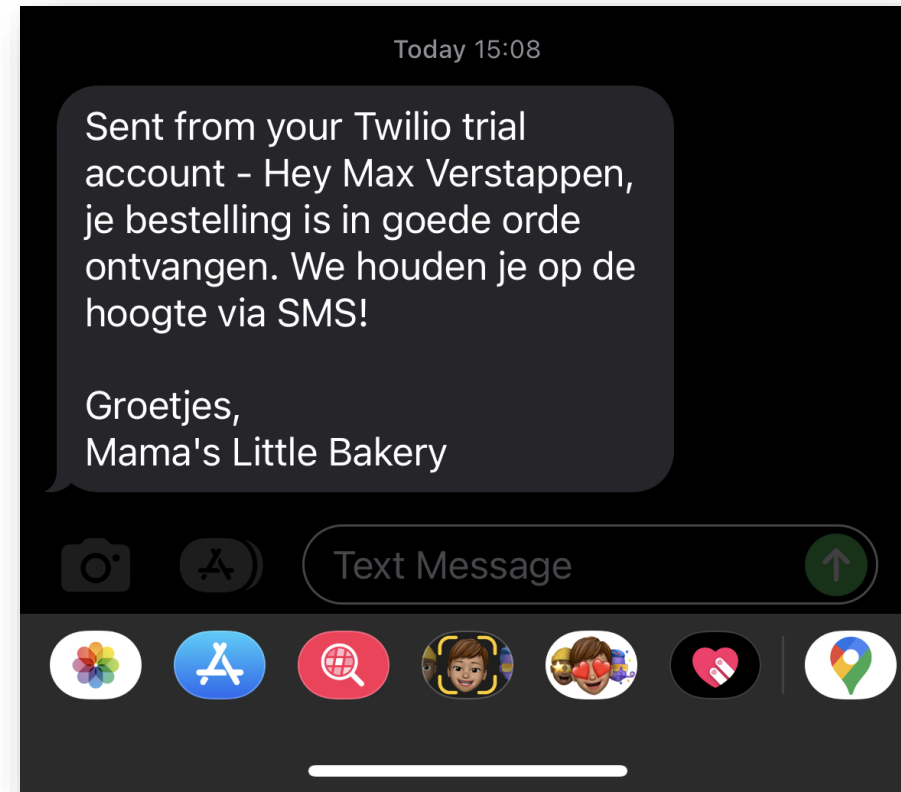 Today 15:08
Sent from your Twilio trial
account - Hey Max Verstappen,
je bestelling is in goede orde
ontvangen. We houden je op de
hoogte via SMS!
Groetjes,
Mama's Little Bakery
Text Message